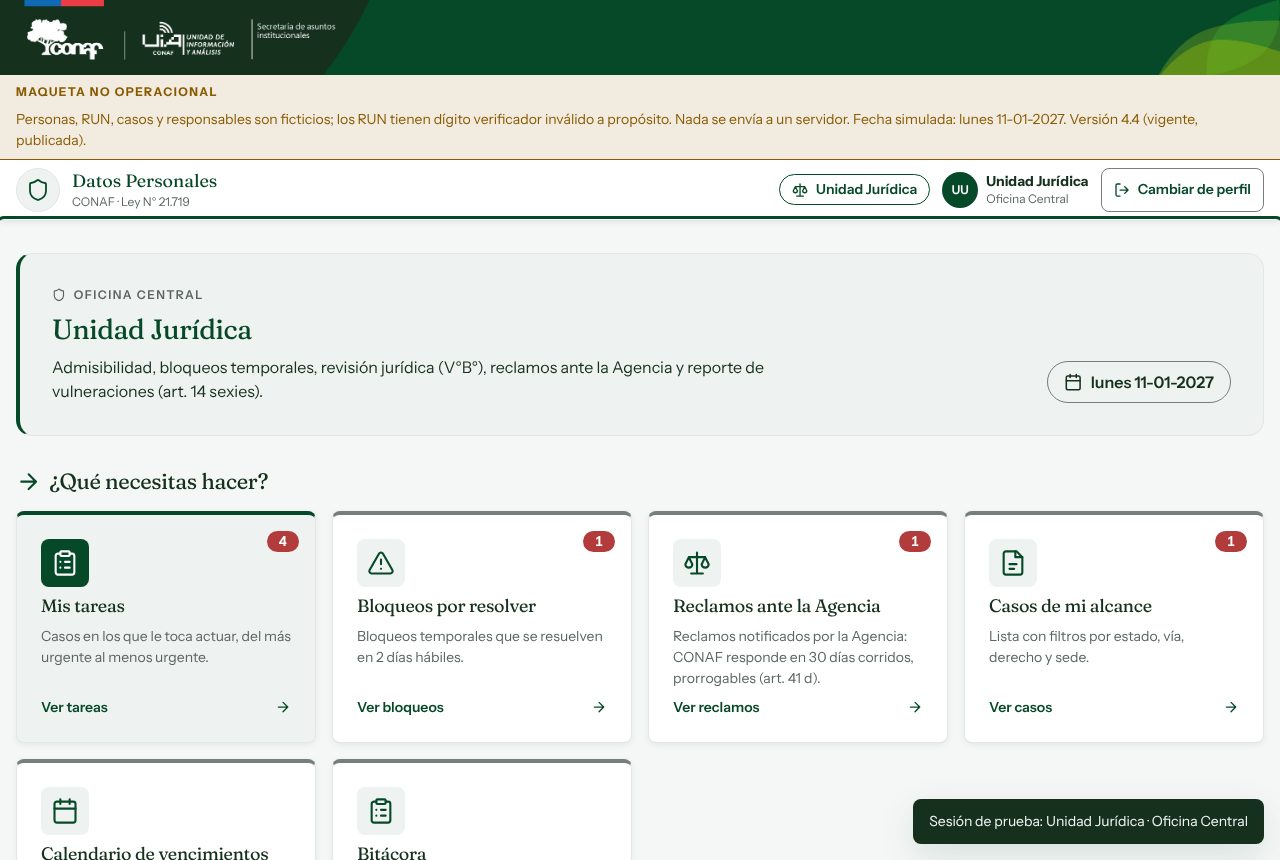 conaf
UIA
CONAF
UNIDAD DE
INFORMACIÓN
Y ANÁLISIS
Secretaría de asuntos
institucionales
MAQUETA NO OPERACIONAL
Personas, RUN, casos y responsables son ficticios; los RUN tienen dígito verificador inválido a propósito. Nada se envía a un servidor. Fecha simulada: lunes 11-01-2027. Versión 4.4 (vigente,
publicada).
Datos Personales
CONAF · Ley N° 21.719
Unidad Jurídica
UU
Unidad Jurídica
Oficina Central
Cambiar de perfil
OFICINA CENTRAL
Unidad Jurídica
Admisibilidad, bloqueos temporales, revisión jurídica (V°B°), reclamos ante la Agencia y reporte de
vulneraciones (art. 14 sexies).
lunes 11-01-2027
¿Qué necesitas hacer?
4
Mis tareas
Casos en los que le toca actuar, del más
urgente al menos urgente.
Ver tareas
1
Bloqueos por resolver
Bloqueos temporales que se resuelven
en 2 días hábiles.
Ver bloqueos
1
Reclamos ante la Agencia
Reclamos notificados por la Agencia:
CONAF responde en 30 días corridos,
prorrogables (art. 41 d).
Ver reclamos
1
Casos de mi alcance
Lista con filtros por estado, vía,
derecho y sede.
Ver casos
Calendario de vencimientos
Bitácora
Sesión de prueba: Unidad Jurídica · Oficina Central